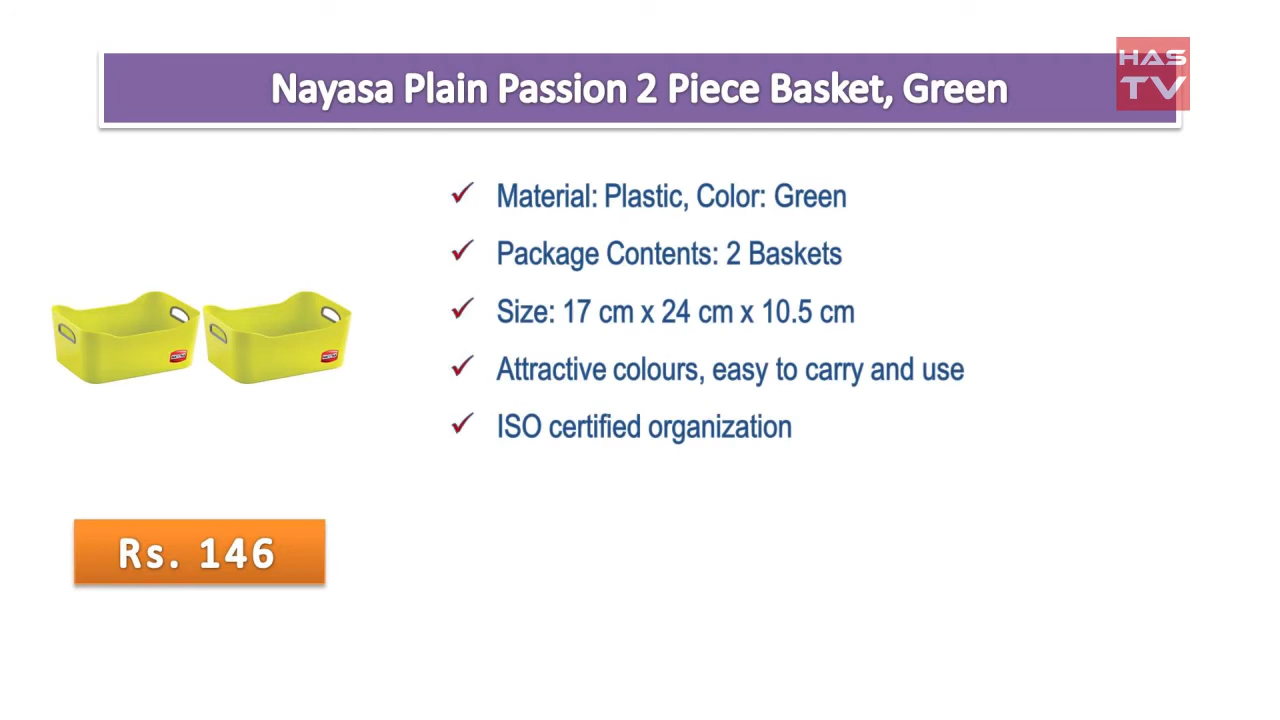 Nayasa Plain Passion 2 Piece Basket, Green
HAS
TV
✓ Material: Plastic, Color: Green
✓ Package Contents: 2 Baskets
✓ Size: 17 cm x 24 cm x 10.5 cm
✓ Attractive colours, easy to carry and use
✓ ISO certified organization
Rs. 146